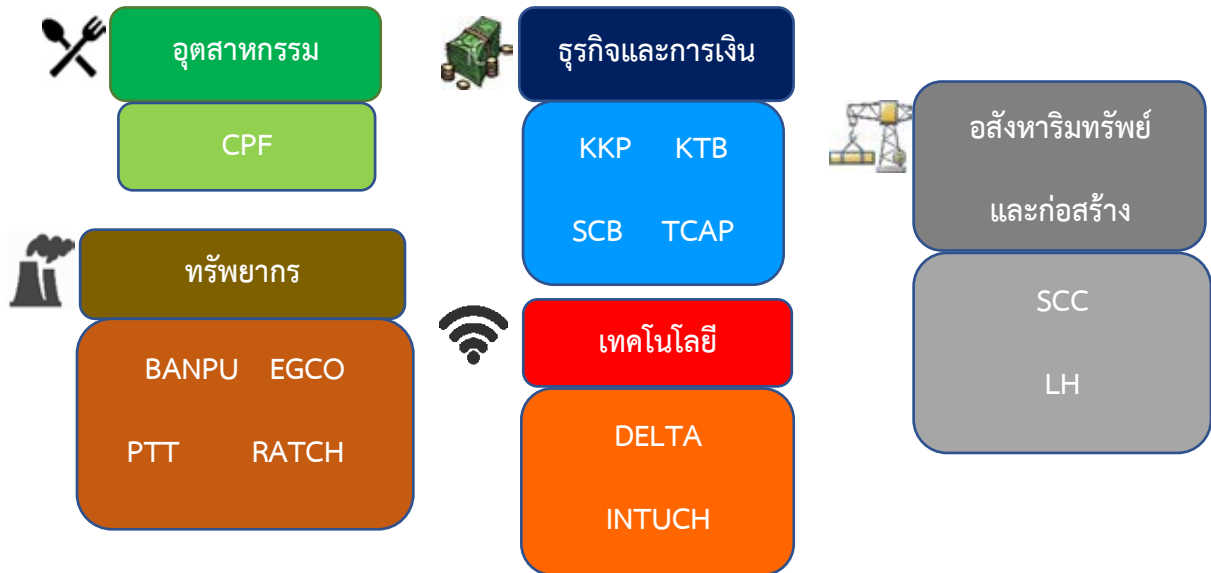 อุตสาหกรรม
CPF
ทรัพยากร
BANPU EGCO
PTT RATCH
ธุรกิจและการเงิน
KKP KTB
SCB TCAP
เทคโนโลยี
DELTA
INTUCH
อสังหาริมทรัพย์
และก่อสร้าง
SCC
LH